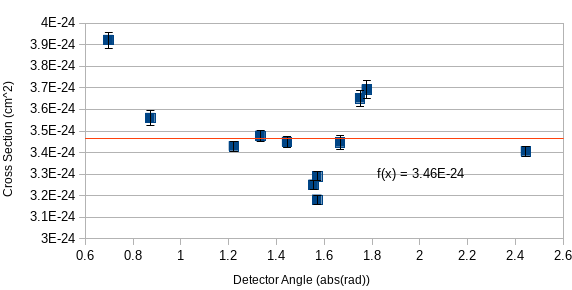 4E-24
3.9E-24
3.8E-24
3.7E-24
3.6E-24
3.5E-24
3.4E-24
3.3E-24
3.2E-24
3.1E-24
3E-24
Cross Section (cm^2)
f(x) = 3.46E-24
0.6 0.8 1 1.2 1.4 1.6 1.8 2 2.2 2.4 2.6
Detector Angle (abs(rad))